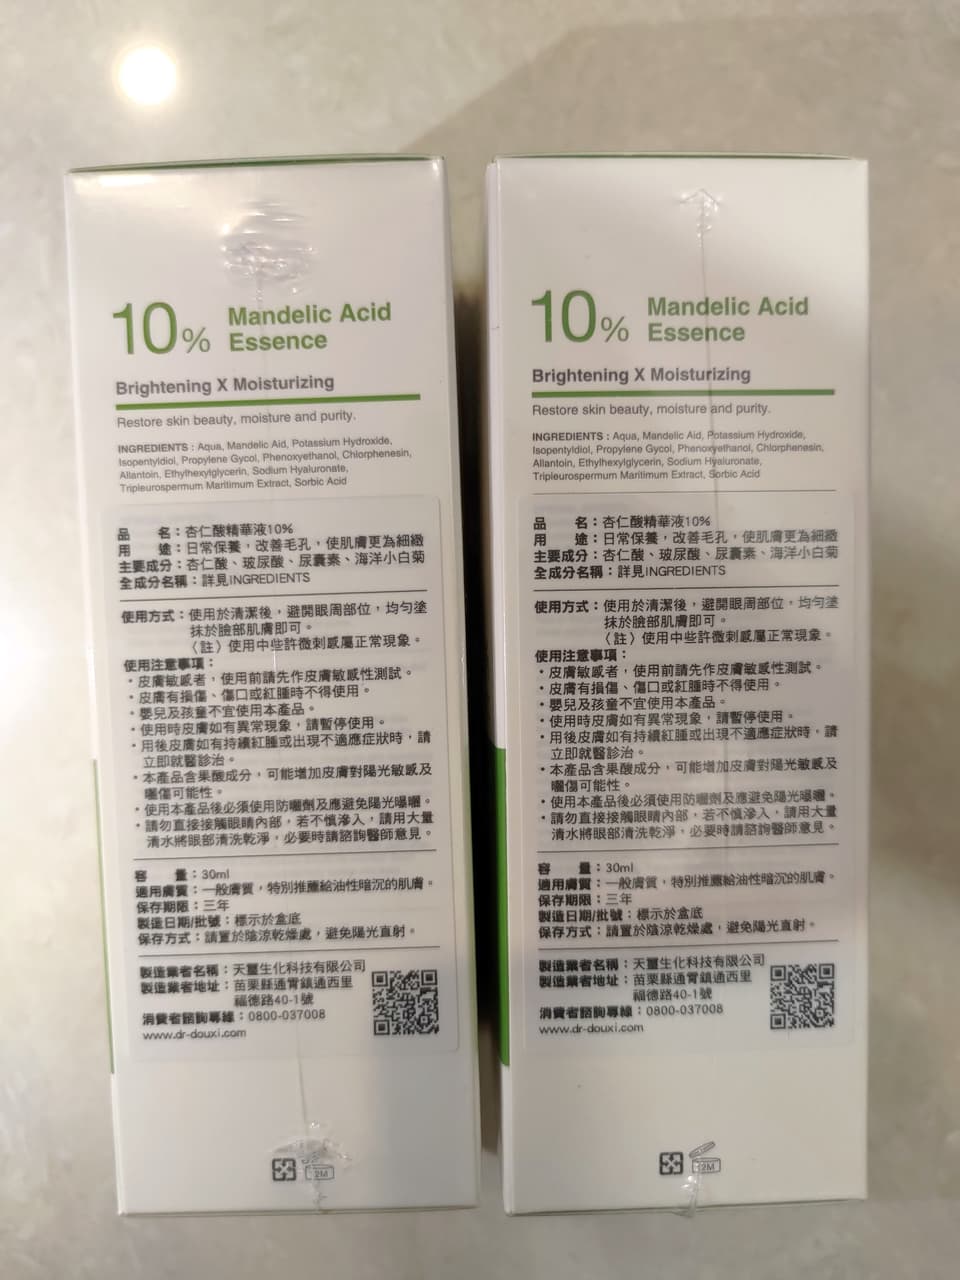 10% Mandelic Acid
Essence
Brightening X Moisturizing
Restore skin beauty, moisture and purity.
INGREDIENTS : Aqua, Mandelic Aid, Potassium Hydroxide,
Isopentyldiol, Propylene Gycol, Phenoxyethanol, Chlorphenesin,
Allantoin, Ethylhexylglycerin, Sodium Hyaluronate,
Tripleurospermum Maritimum Extract, Sorbic Acid
品 名：杏仁酸精華液10%
用 途：日常保養，改善毛孔，使肌膚更為細緻
主要成分：杏仁酸、玻尿酸、尿囊素、海洋小白菊
全成分名稱：詳見INGREDIENTS
使用方式：使用於清潔後，避開眼周部位，均勻塗
抹於臉部肌膚即可。
〈註〉使用中些許微刺感屬正常現象。
使用注意事項：
・皮膚敏感者，使用前請先作皮膚敏感性測試。
・皮膚有損傷、傷口或紅腫時不得使用。
・嬰兒及孩童不宜使用本產品。
・使用時皮膚如有異常現象，請暫停使用。
・用後皮膚如有持續紅腫或出現不適應症狀時，請
立即就醫診治。
・本產品含果酸成分，可能增加皮膚對陽光敏感及
曬傷可能性。
・使用本產品後必須使用防曬劑及應避免陽光曝曬。
・請勿直接接觸眼睛內部，若不慎滲入，請用大量
清水將眼部清洗乾淨，必要時請諮詢醫師意見。
容 量：30ml
適用膚質：一般膚質，特別推薦給油性暗沉的肌膚。
保存期限：三年
製造日期/批號：標示於盒底
保存方式：請置於陰涼乾燥處，避免陽光直射。
製造業者名稱：天璽生化科技有限公司
製造業者地址：苗栗縣通霄鎮通西里
福德路40-1號
消費者諮詢專線：0800-037008
www.dr-douxi.com
12M
10% Mandelic Acid
Essence
Brightening X Moisturizing
Restore skin beauty, moisture and purity.
INGREDIENTS : Aqua, Mandelic Aid, Potassium Hydroxide,
Isopentyldiol, Propylene Gycol, Phenoxyethanol, Chlorphenesin,
Allantoin, Ethylhexylglycerin, Sodium Hyaluronate,
Tripleurospermum Maritimum Extract, Sorbic Acid
品 名：杏仁酸精華液10%
用 途：日常保養，改善毛孔，使肌膚更為細緻
主要成分：杏仁酸、玻尿酸、尿囊素、海洋小白菊
全成分名稱：詳見INGREDIENTS
使用方式：使用於清潔後，避開眼周部位，均勻塗
抹於臉部肌膚即可。
〈註〉使用中些許微刺感屬正常現象。
使用注意事項：
・皮膚敏感者，使用前請先作皮膚敏感性測試。
・皮膚有損傷、傷口或紅腫時不得使用。
・嬰兒及孩童不宜使用本產品。
・使用時皮膚如有異常現象，請暫停使用。
・用後皮膚如有持續紅腫或出現不適應症狀時，請
立即就醫診治。
・本產品含果酸成分，可能增加皮膚對陽光敏感及
曬傷可能性。
・使用本產品後必須使用防曬劑及應避免陽光曝曬。
・請勿直接接觸眼睛內部，若不慎滲入，請用大量
清水將眼部清洗乾淨，必要時請諮詢醫師意見。
容 量：30ml
適用膚質：一般膚質，特別推薦給油性暗沉的肌膚。
保存期限：三年
製造日期/批號：標示於盒底
保存方式：請置於陰涼乾燥處，避免陽光直射。
製造業者名稱：天璽生化科技有限公司
製造業者地址：苗栗縣通霄鎮通西里
福德路40-1號
消費者諮詢專線：0800-037008
www.dr-douxi.com
12M